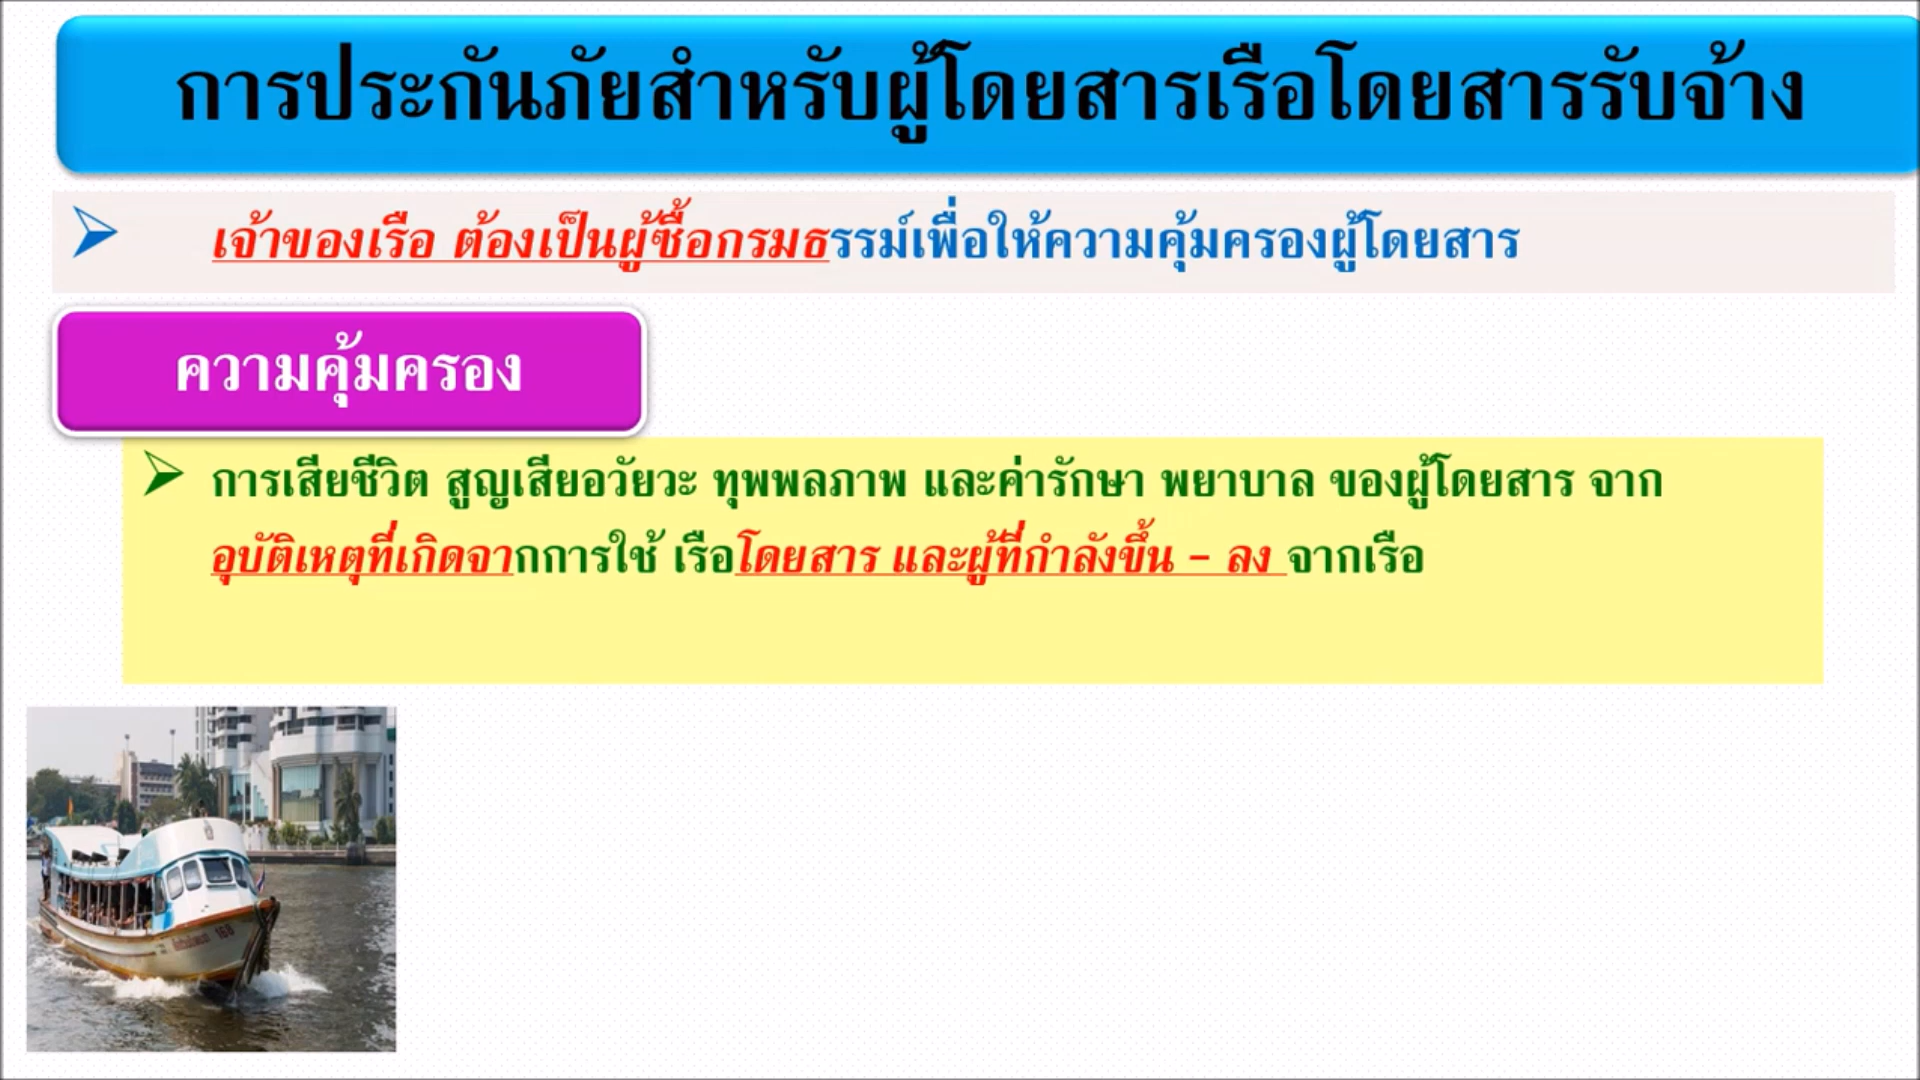 การประกันภัยสำหรับผู้โดยสารเรือโดยสารรับจ้าง
เจ้าของเรือ ต้องเป็นผู้ซื้อกรมธรรม์เพื่อให้ความคุ้มครองผู้โดยสาร
ความคุ้มครอง
การเสียชีวิต สูญเสียอวัยวะ ทุพพลภาพ และค่ารักษา พยาบาล ของผู้โดยสาร จาก
อุบัติเหตุที่เกิดจากการใช้ เรือโดยสาร และผู้ที่กำลังขึ้น – ลง จากเรือ
168